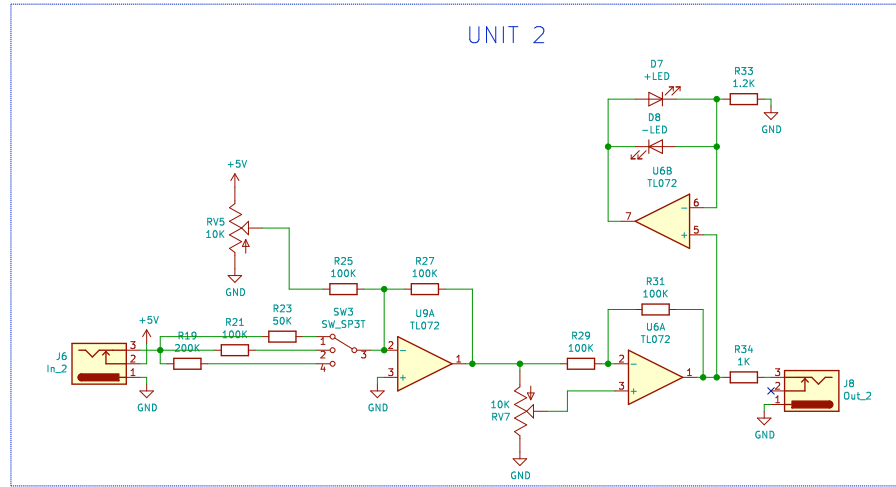 UNIT 2
D7
+LED
R33
1.2K
GND
D8
-LED
U6B
TL072
7
6
-
5
+
+5V
RV5
10K
GND
R25
100K
R27
100K
R31
100K
SW3
SW_SP3T
U9A
TL072
U6A
TL072
+5V
R23
50K
R21
100K
R19
200K
J6
In_2
3
2
1
GND
1
2
4
3
2
-
3
+
1
GND
R29
100K
10K
RV7
GND
2
-
3
+
1
R34
1K
3
2
1
J8
Out_2
GND